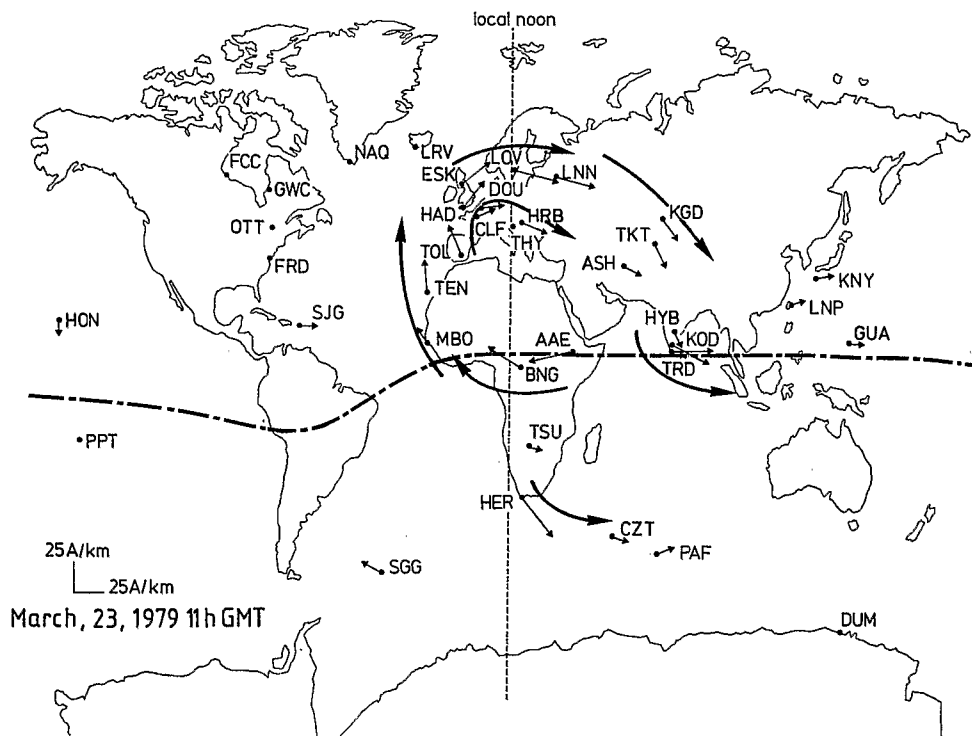 local noon
LRV
NAQ
FCC
GWC
ESK
LOV
LNN
DOU
OTT
HAD
CLF
HRB
THY
KGD
TKT
TOL
FRD
ASH
TEN
KNY
LNP
HON
SJG
HYB
KOD
GUA
MBO
AAE
TRD
BNG
PPT
TSU
HER
CZT
PAF
25A/km
25A/km
SGG
March, 23, 1979 11h GMT
DUM